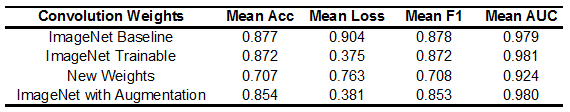 Convolution Weights Mean Acc Mean Loss Mean F1 Mean AUC
ImageNet Baseline 0.877 0.904 0.878 0.979
ImageNet Trainable 0.872 0.375 0.872 0.981
New Weights 0.707 0.763 0.708 0.924
ImageNet with Augmentation 0.854 0.381 0.853 0.980